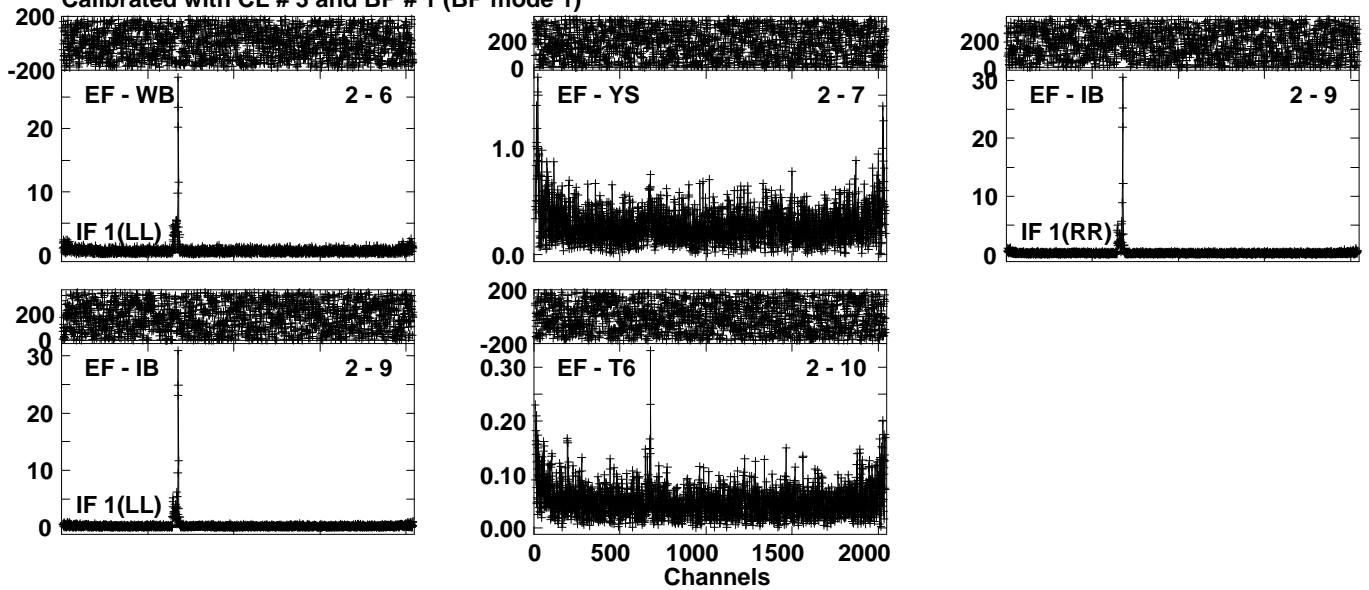 Calibrated with CL # and BP # 1 (BP mode 1)
200
-200
EF - WB 2 - 6
20
10
IF 1(LL)
0
200
0
EF - YS 2 - 7
1.0
0.0
200
0
30
EF - IB 2 - 9
20
10
IF 1(RR)
0
200
0
30
EF - IB 2 - 9
20
10
IF 1(LL)
0
200
-200
0.30
EF - T6 2 - 10
0.20
0.10
0.00
0 500 1000 1500 2000
Channels